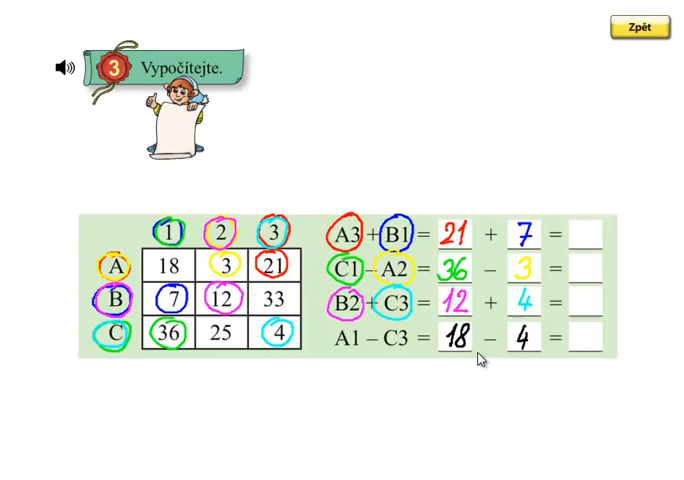 Zpět
3 Vypočítejte.
1 2 3
A 18 3 21
B 7 12 33
C 36 25 4
A3 + B1 = 21 + 7 =
C1 – A2 = 36 – 3 =
B2 + C3 = 12 + 4 =
A1 – C3 = 18 – 4 =